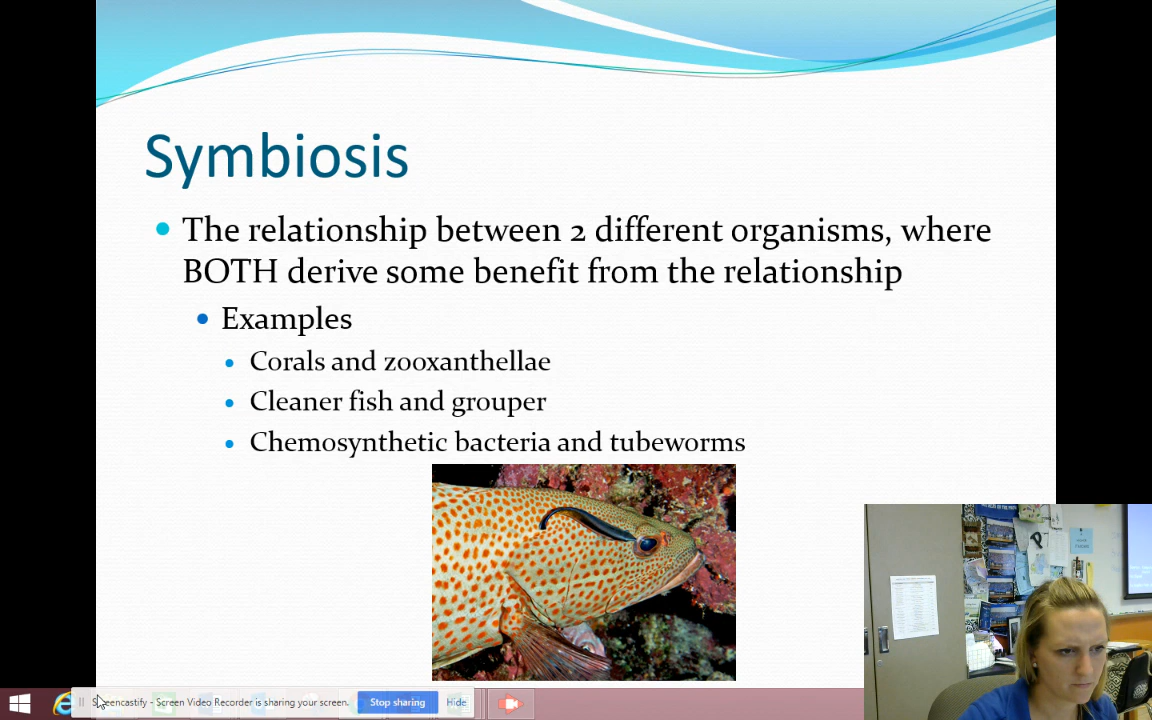 Symbiosis
The relationship between 2 different organisms, where
BOTH derive some benefit from the relationship
Examples
Corals and zooxanthellae
Cleaner fish and grouper
Chemosynthetic bacteria and tubeworms
Screencastify - Screen Video Recorder is sharing your screen.
Stop sharing
Hide
P